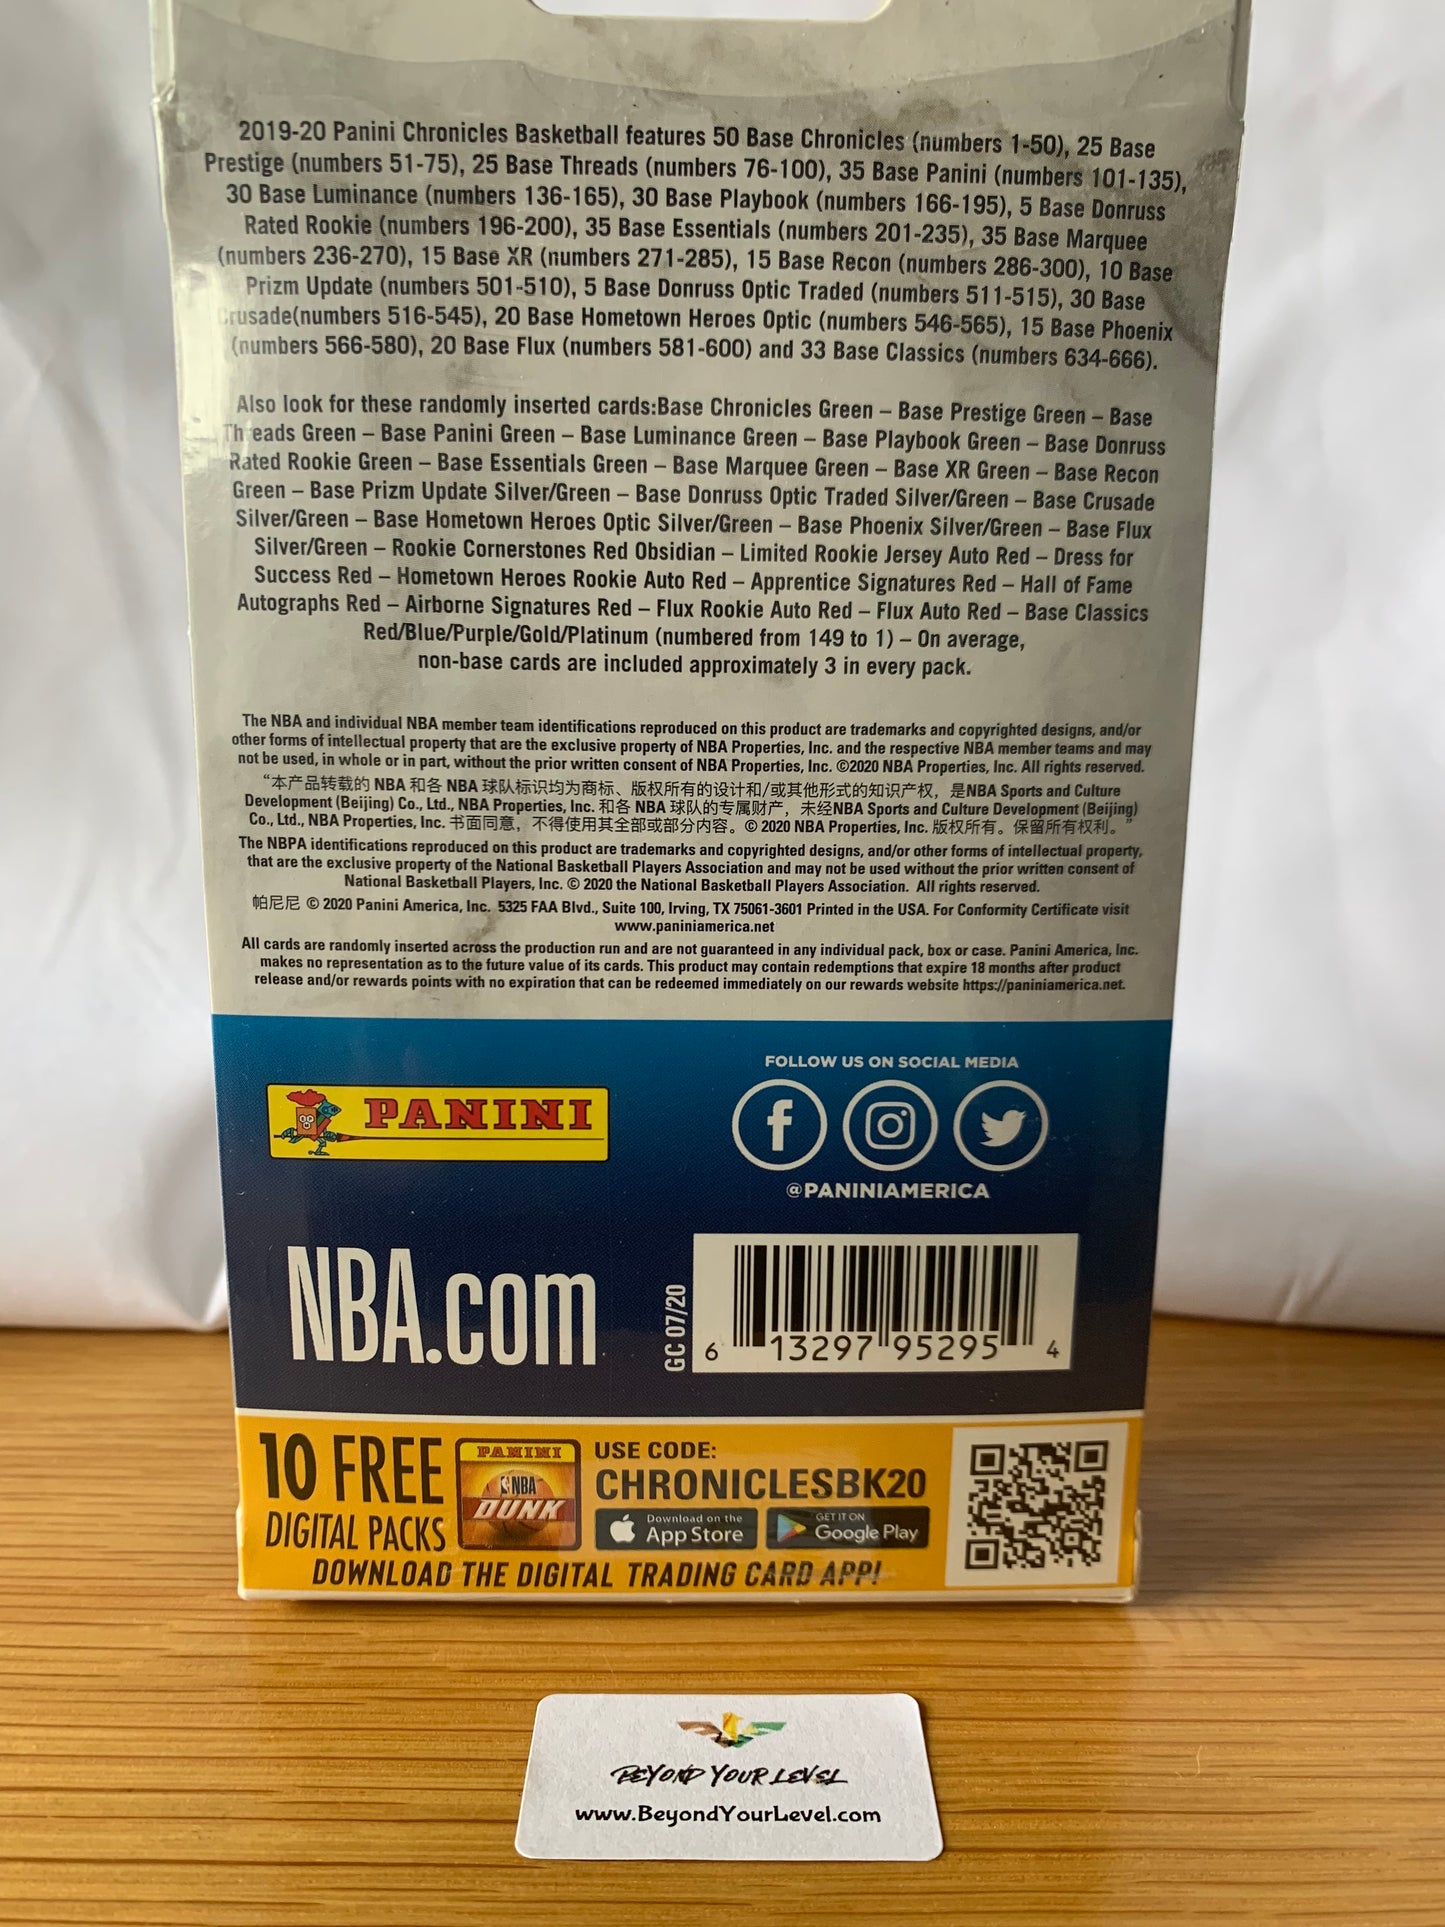 2019-20 Panini Chronicles Basketball features 50 Base Chronicles (numbers 1-50), 25 Base
Prestige (numbers 51-75), 25 Base Threads (numbers 76-100), 35 Base Panini (numbers 101-135),
30 Base Luminance (numbers 136-165), 30 Base Playbook (numbers 166-195), 5 Base Donruss
Rated Rookie (numbers 196-200), 35 Base Essentials (numbers 201-235), 35 Base Marquee
(numbers 236-270), 15 Base XR (numbers 271-285), 15 Base Recon (numbers 286-300), 10 Base
Prizm Update (numbers 501-510), 5 Base Donruss Optic Traded (numbers 511-515), 30 Base
Crusade(numbers 516-545), 20 Base Hometown Heroes Optic (numbers 546-565), 15 Base Phoenix
(numbers 566-580), 20 Base Flux (numbers 581-600) and 33 Base Classics (numbers 634-666).
Also look for these randomly inserted cards:Base Chronicles Green – Base Prestige Green – Base
Threads Green – Base Panini Green – Base Luminance Green – Base Playbook Green – Base Donruss
Rated Rookie Green – Base Essentials Green – Base Marquee Green – Base XR Green – Base Recon
Green – Base Prizm Update Silver/Green – Base Donruss Optic Traded Silver/Green – Base Crusade
Silver/Green – Base Hometown Heroes Optic Silver/Green – Base Phoenix Silver/Green – Base Flux
Silver/Green – Rookie Cornerstones Red Obsidian – Limited Rookie Jersey Auto Red – Dress for
Success Red – Hometown Heroes Rookie Auto Red – Apprentice Signatures Red – Hall of Fame
Autographs Red – Airborne Signatures Red – Flux Rookie Auto Red – Flux Auto Red – Base Classics
Red/Blue/Purple/Gold/Platinum (numbered from 149 to 1) – On average,
non-base cards are included approximately 3 in every pack.
The NBA and individual NBA member team identifications reproduced on this product are trademarks and copyrighted designs, and/or
other forms of intellectual property that are the exclusive property of NBA Properties, Inc. and the respective NBA member teams and may
not be used, in whole or in part, without the prior written consent of NBA Properties, Inc. ©2020 NBA Properties, Inc. All rights reserved.
“本产品转载的 NBA 和各 NBA 球队标识均为商标、版权所有的设计和/或其他形式的知识产权，是NBA Sports and Culture
Development (Beijing) Co., Ltd., NBA Properties, Inc. 和各 NBA 球队的专属财产，未经NBA Sports and Culture Development (Beijing)
Co., Ltd., NBA Properties, Inc. 书面同意，不得使用其全部或部分内容。© 2020 NBA Properties, Inc. 版权所有。保留所有权利。”
The NBPA identifications reproduced on this product are trademarks and copyrighted designs, and/or other forms of intellectual property,
that are the exclusive property of the National Basketball Players Association and may not be used without the prior written consent of
National Basketball Players, Inc. © 2020 the National Basketball Players Association. All rights reserved.
帕尼尼 © 2020 Panini America, Inc. 5325 FAA Blvd., Suite 100, Irving, TX 75061-3601 Printed in the USA. For Conformity Certificate visit
www.paniniamerica.net
All cards are randomly inserted across the production run and are not guaranteed in any individual pack, box or case. Panini America, Inc.
makes no representation as to the future value of its cards. This product may contain redemptions that expire 18 months after product
release and/or rewards points with no expiration that can be redeemed immediately on our rewards website https://paniniamerica.net.
FOLLOW US ON SOCIAL MEDIA
PANINI
@PANINIAMERICA
NBA.com
GC 07/20
6 13297 95295 4
10 FREE
DIGITAL PACKS
PANINI
NBA
DUNK
USE CODE:
CHRONICLESBK20
Download on the
App Store
GET IT ON
Google Play
DOWNLOAD THE DIGITAL TRADING CARD APP!
BEYOND YOUR LEVEL
www.BeyondYourLevel.com